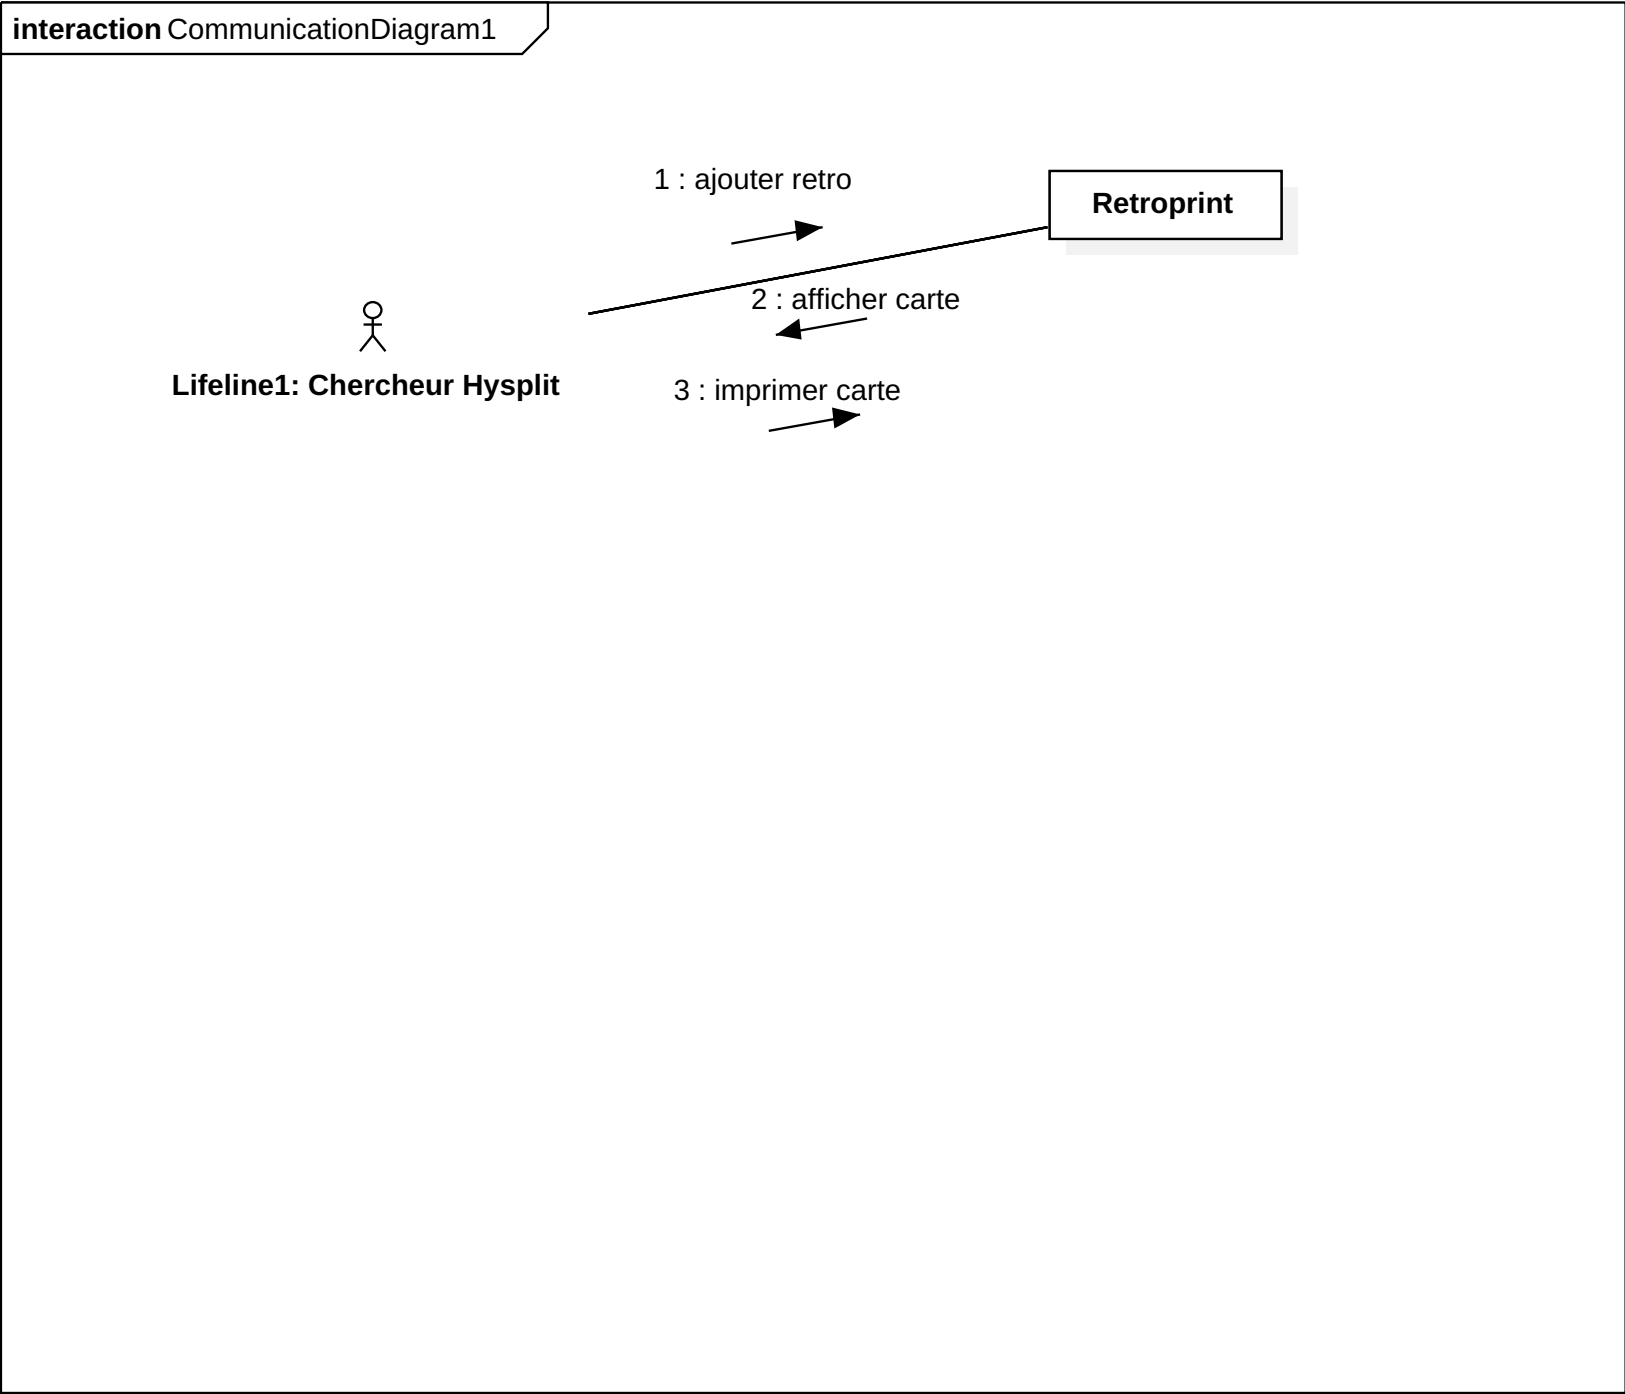 interaction CommunicationDiagram1
1 : ajouter retro
Retroprint
2 : afficher carte
Lifeline1: Chercheur Hysplit
3 : imprimer carte